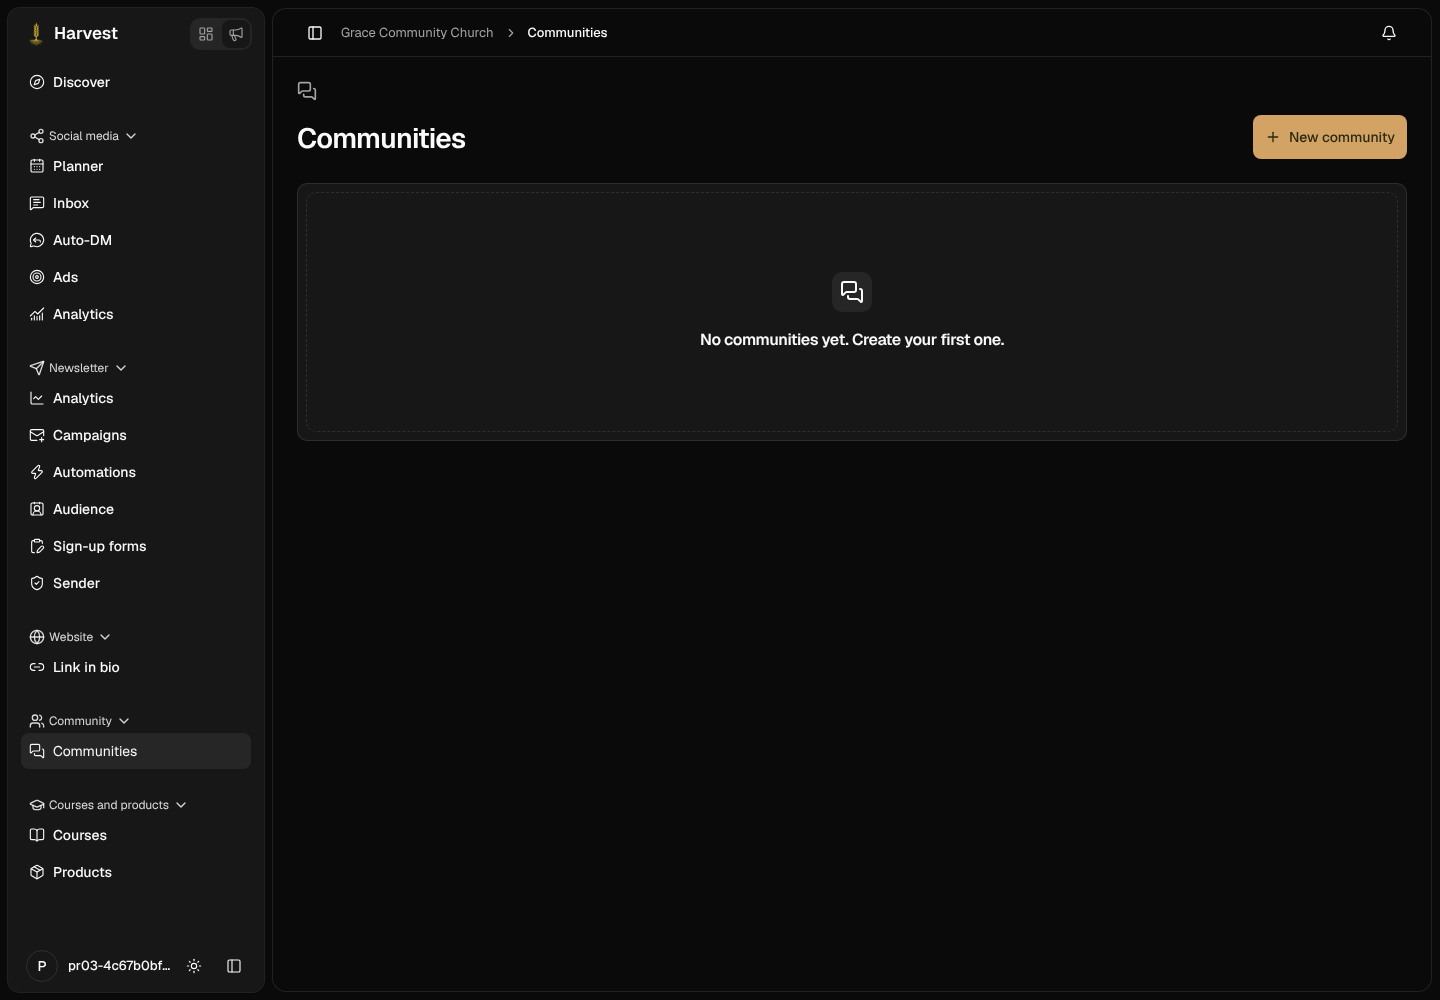 Harvest
Discover
Social media
Planner
Inbox
Auto-DM
Ads
Analytics
Newsletter
Analytics
Campaigns
Automations
Audience
Sign-up forms
Sender
Website
Link in bio
Community
Communities
Courses and products
Courses
Products
P
pr03-4c67b0bf...
Grace Community Church
Communities
Communities
New community
No communities yet. Create your first one.